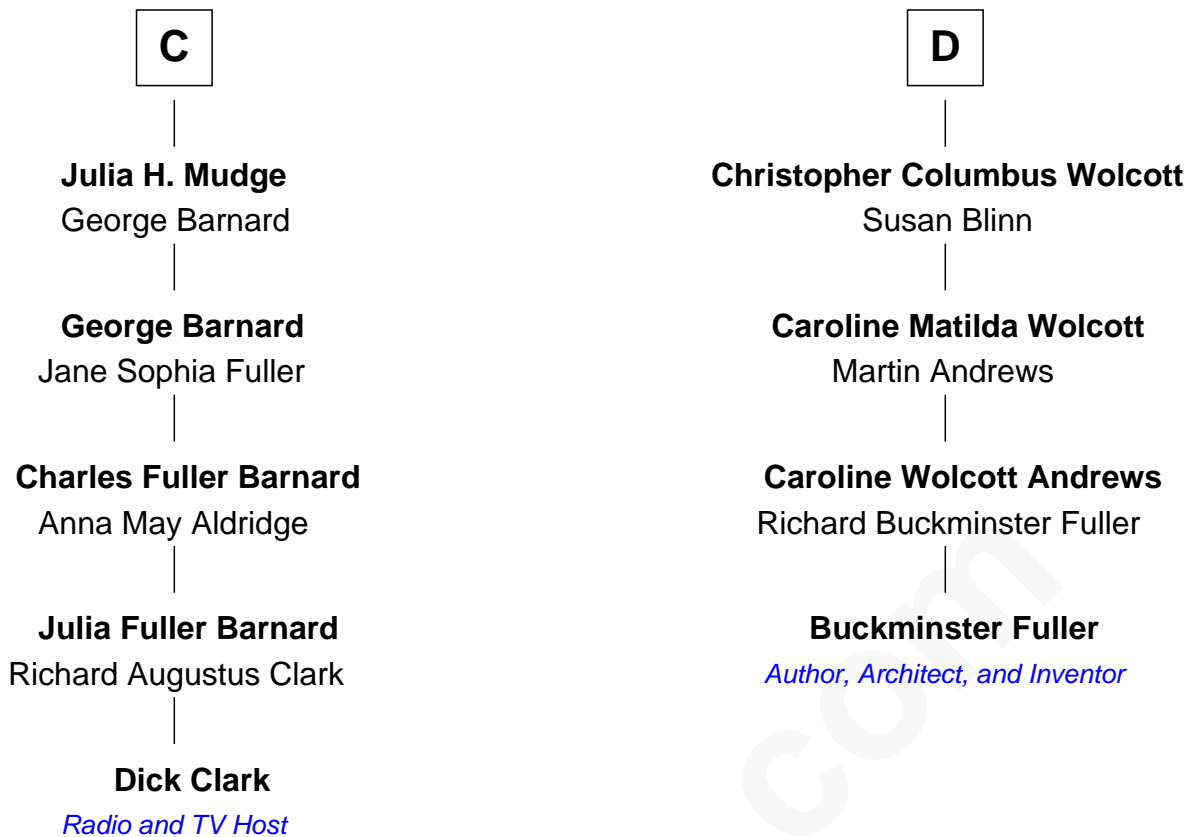 C
Julia H. Mudge
George Barnard
George Barnard
Jane Sophia Fuller
Charles Fuller Barnard
Anna May Aldridge
Julia Fuller Barnard
Richard Augustus Clark
Dick Clark
Radio and TV Host
D
Christopher Columbus Wolcott
Susan Blinn
Caroline Matilda Wolcott
Martin Andrews
Caroline Wolcott Andrews
Richard Buckminster Fuller
Buckminster Fuller
Author, Architect, and Inventor
com